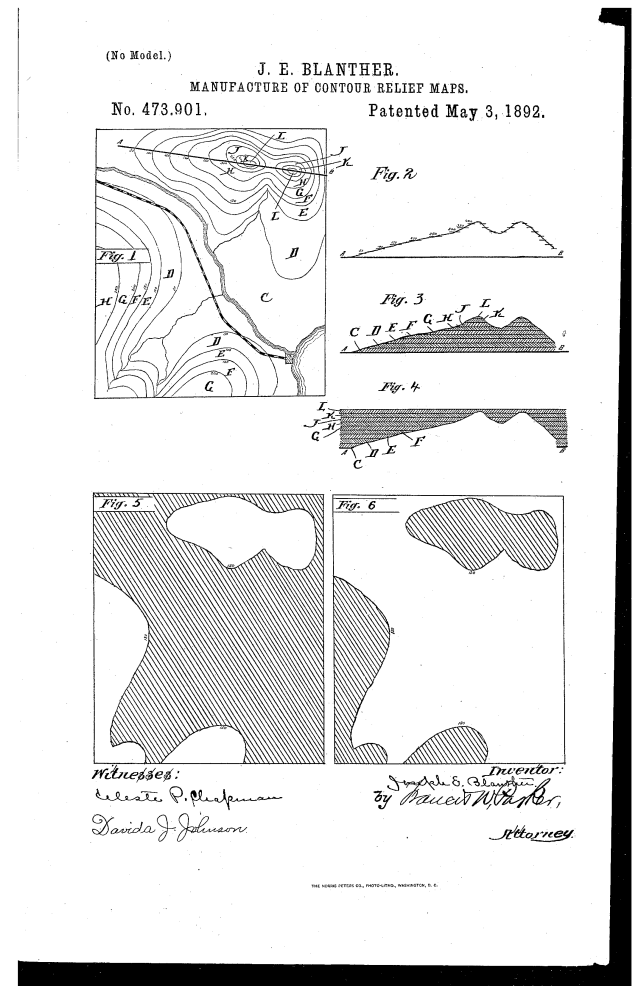 (No Model.)
J. E. BLANTHER.
MANUFACTURE OF CONTOUR RELIEF MAPS.
No. 473,901.
Patented May 3, 1892.
A
L
J
K
K
H
B
H
G
F
E
L
D
Fig. 1
D
H G F E
C
D
E
F
G
Fig. 2
A
B
Fig. 3
C D E F G H J L K
A
B
Fig. 4
L
K
J
H
G
A
B
C D E F
Fig. 5
Fig. 6
Witnesses:
Celeste P. Chapman
Davida J. Johnson.
Inventor:
Joseph E. Blanther
by
Attorney.
THE NORRIS PETERS CO., PHOTO-LITHO., WASHINGTON, D. C.